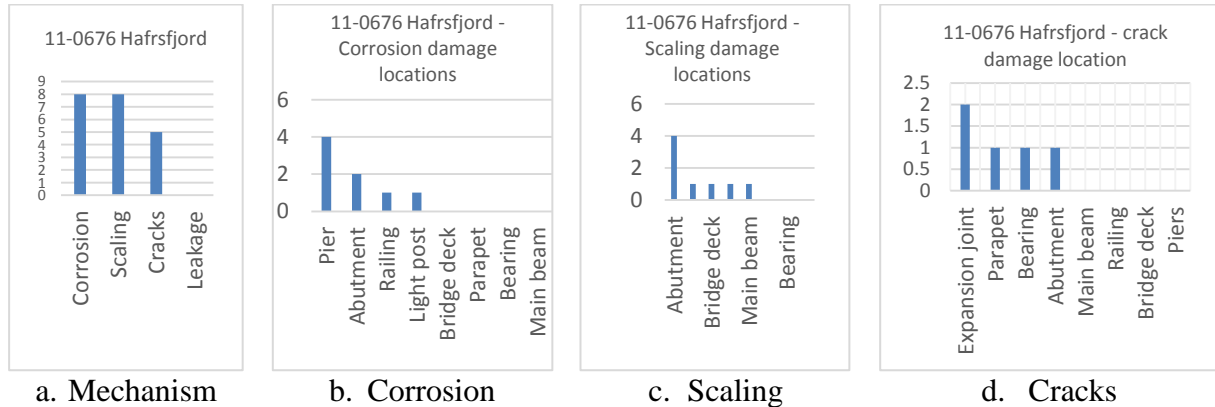 11-0676 Hafrsfjord
9
8
7
6
5
4
3
2
1
0
Corrosion
Scaling
Cracks
Leakage
11-0676 Hafrsfjord -
Corrosion damage
locations
6
4
2
0
Pier
Abutment
Railing
Light post
Bridge deck
Parapet
Bearing
Main beam
11-0676 Hafrsfjord -
Scaling damage
locations
6
4
2
0
Abutment
Bridge deck
Main beam
Bearing
11-0676 Hafrsfjord - crack
damage location
2.5
2
1.5
1
0.5
0
Expansion joint
Parapet
Bearing
Abutment
Main beam
Railing
Bridge deck
Piers
a. Mechanism
b. Corrosion
c. Scaling
d. Cracks